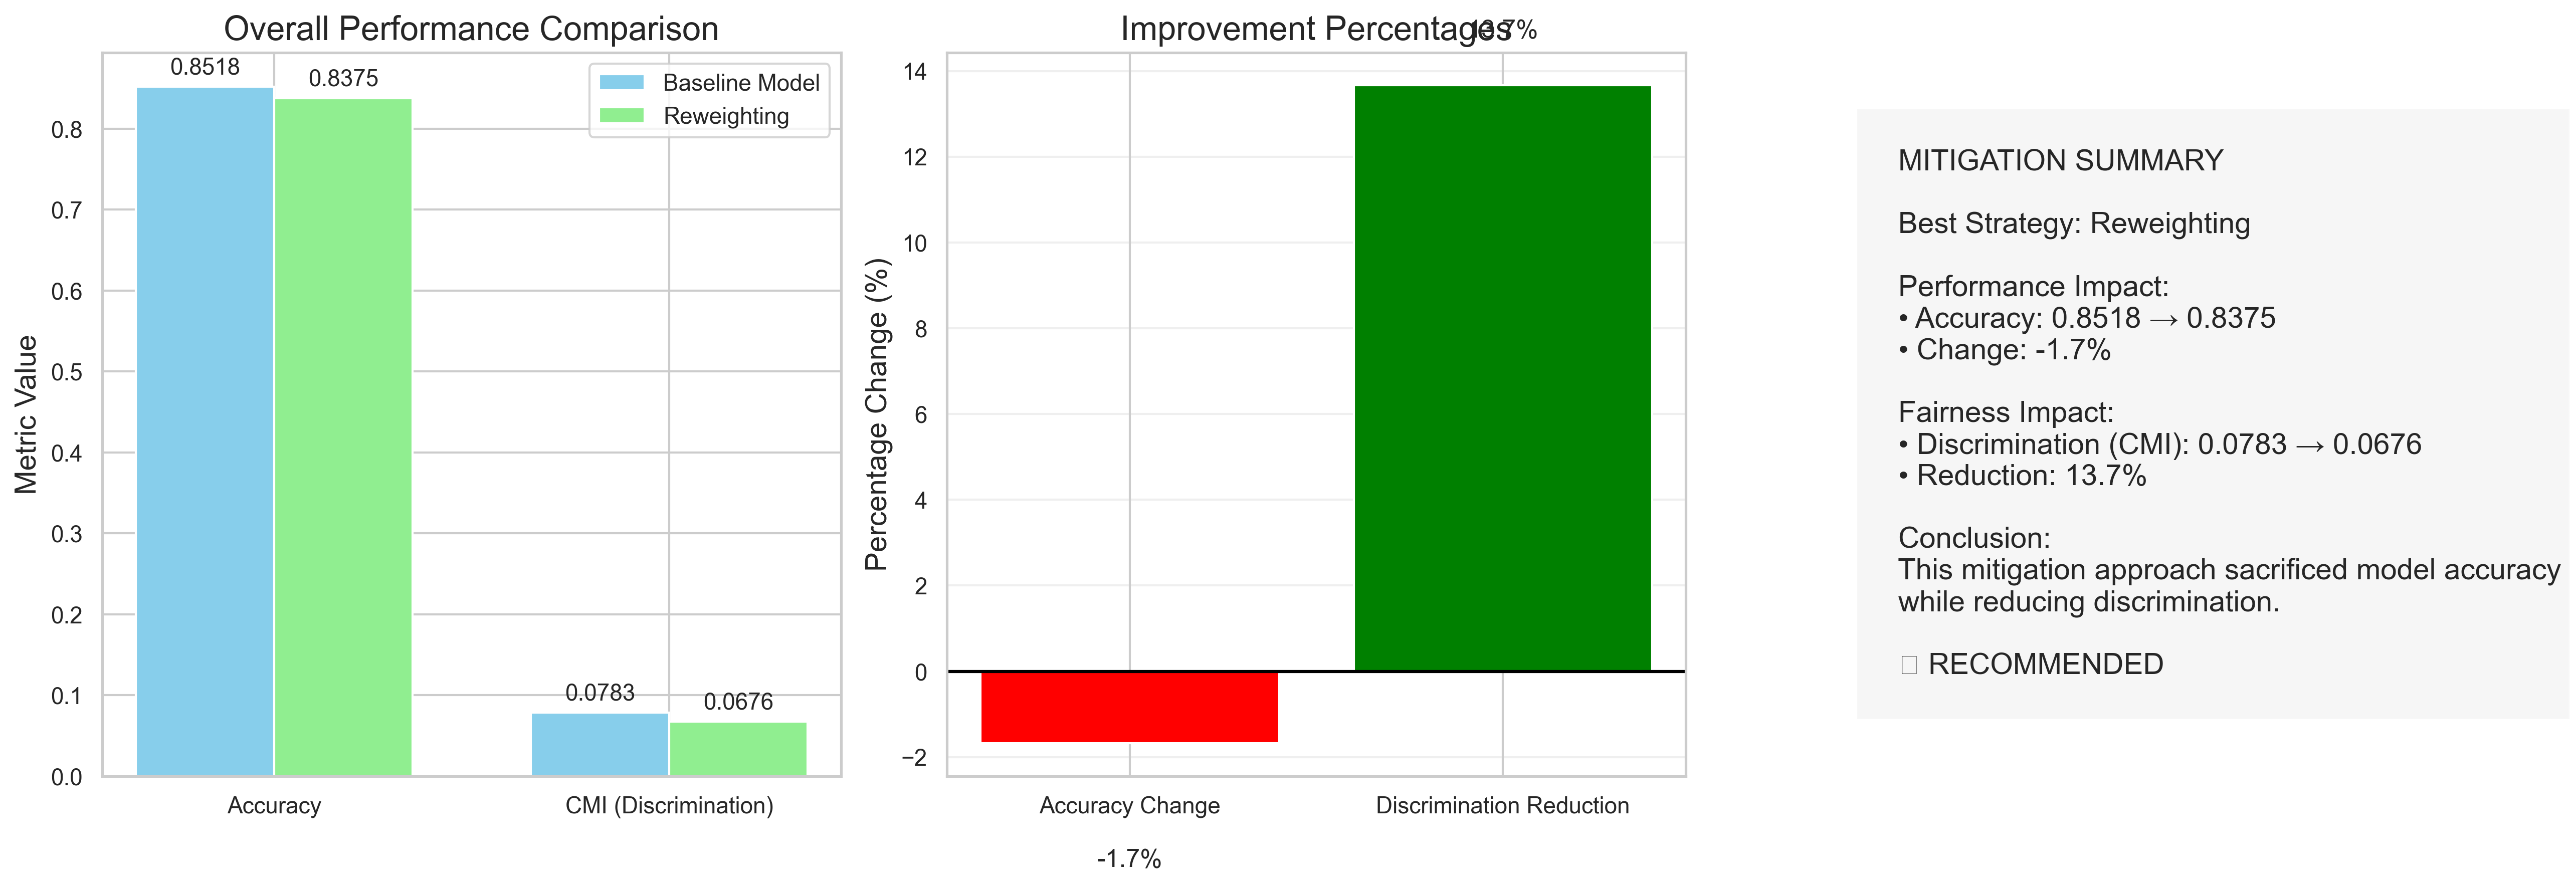 Overall Performance Comparison
0.8518
0.8375
Baseline Model
Reweighting
0.8
0.7
0.6
0.5
0.4
0.3
0.2
0.1
0.0
Metric Value
0.0783
0.0676
Accuracy
CMI (Discrimination)
Improvement Percentages
13.7%
14
12
10
8
6
4
2
0
−2
Percentage Change (%)
Accuracy Change
Discrimination Reduction
-1.7%
MITIGATION SUMMARY
Best Strategy: Reweighting
Performance Impact:
• Accuracy: 0.8518 → 0.8375
• Change: -1.7%
Fairness Impact:
• Discrimination (CMI): 0.0783 → 0.0676
• Reduction: 13.7%
Conclusion:
This mitigation approach sacrificed model accuracy
while reducing discrimination.
▯ RECOMMENDED